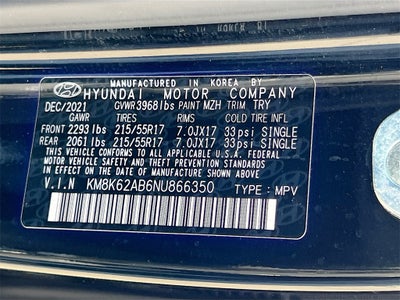 MANUFACTURED IN KOREA BY
HYUNDAI MOTOR COMPANY
DEC/2021 GVWR 3968lbs PAINT MZH TRIM TRY
GAWR TIRES RIMS COLD TIRE INFL
FRONT 2293 lbs 215/55R17 7.0JX17 33psi SINGLE
REAR 2061 lbs 215/55R17 7.0JX17 33psi SINGLE
THIS VEHICLE CONFORMS TO ALL APPLICABLE U.S.FEDERAL
MOTOR VEHICLE SAFETY, BUMPER, AND THEFT PREVENTION
STANDARDS IN EFFECT ON THE DATE OF MANUFACTURE SHOWN ABOVE.
V.I.N KM8K62AB6NU866350 TYPE: MPV